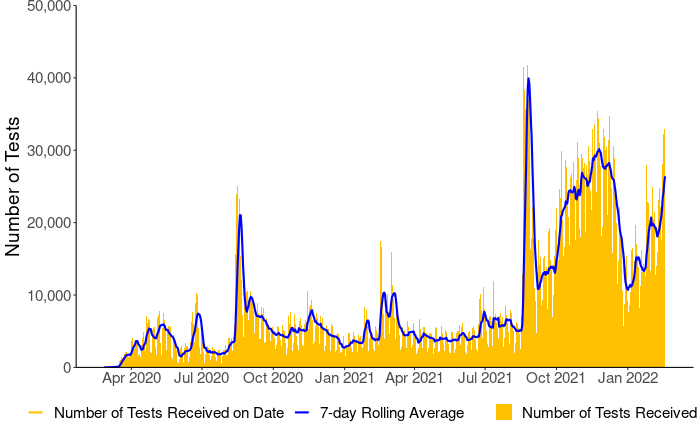 50,000
40,000
30,000
20,000
10,000
0
Number of Tests
Apr 2020 Jul 2020 Oct 2020 Jan 2021 Apr 2021 Jul 2021 Oct 2021 Jan 2022
Number of Tests Received on Date 7-day Rolling Average Number of Tests Received